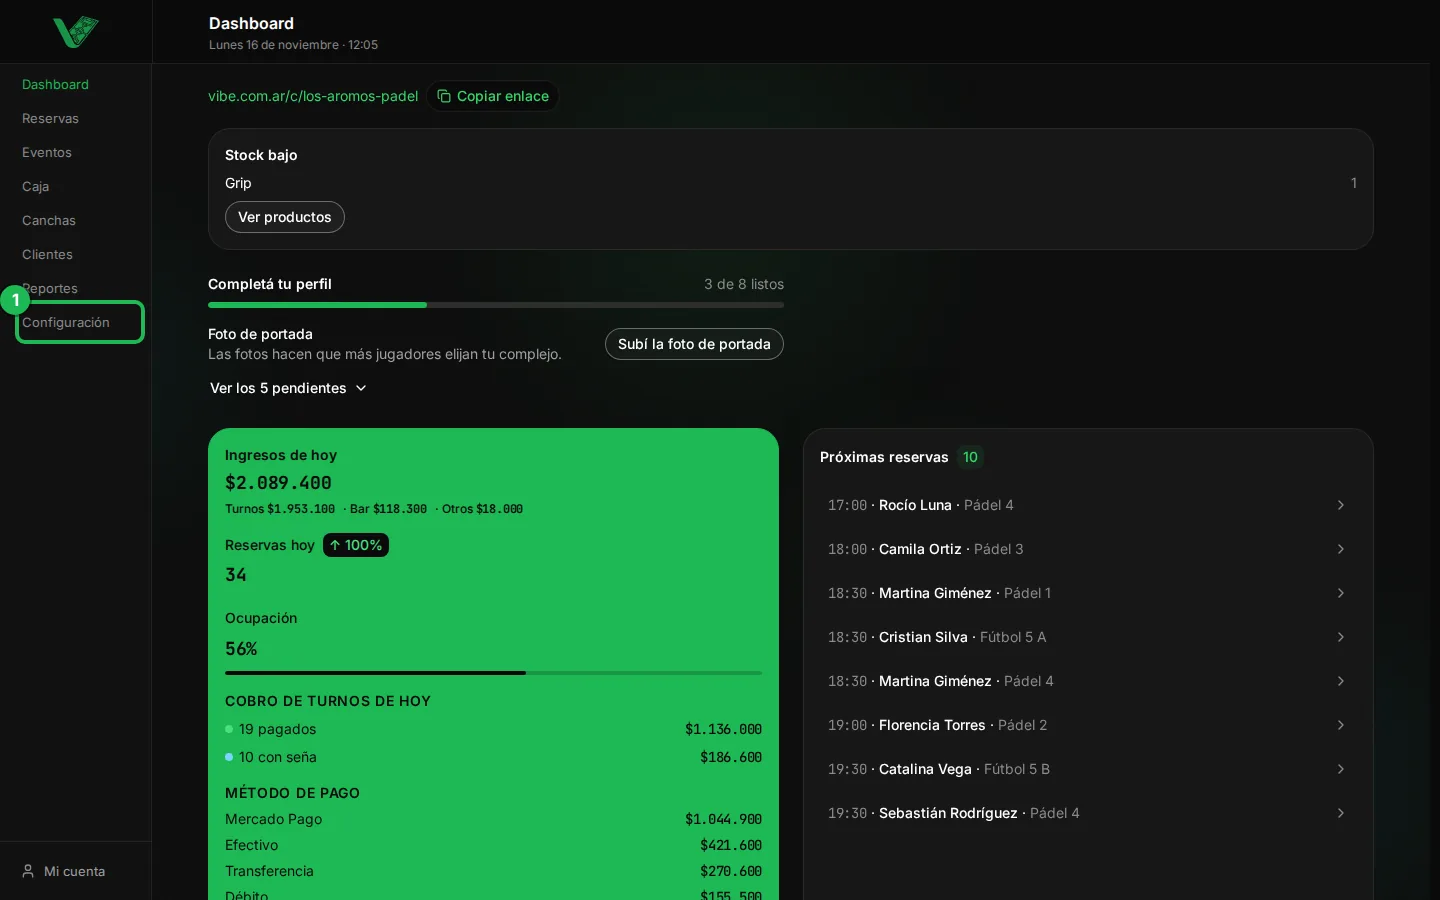 Dashboard
Lunes 16 de noviembre · 12:05
Dashboard
Reservas
Eventos
Caja
Canchas
Clientes
Reportes
1
Configuración
Mi cuenta
vibe.com.ar/c/los-aromos-padel
Copiar enlace
Stock bajo
Grip 1
Ver productos
Completá tu perfil 3 de 8 listos
Foto de portada
Las fotos hacen que más jugadores elijan tu complejo.
Subí la foto de portada
Ver los 5 pendientes
Ingresos de hoy
$2.089.400
Turnos $1.953.100 · Bar $118.300 · Otros $18.000
Reservas hoy ↑ 100%
34
Ocupación
56%
COBRO DE TURNOS DE HOY
19 pagados $1.136.000
10 con seña $186.600
MÉTODO DE PAGO
Mercado Pago $1.044.900
Efectivo $421.600
Transferencia $270.600
Débito $155.500
Próximas reservas 10
17:00 · Rocío Luna · Pádel 4
18:00 · Camila Ortiz · Pádel 3
18:30 · Martina Giménez · Pádel 1
18:30 · Cristian Silva · Fútbol 5 A
18:30 · Martina Giménez · Pádel 4
19:00 · Florencia Torres · Pádel 2
19:30 · Catalina Vega · Fútbol 5 B
19:30 · Sebastián Rodríguez · Pádel 4